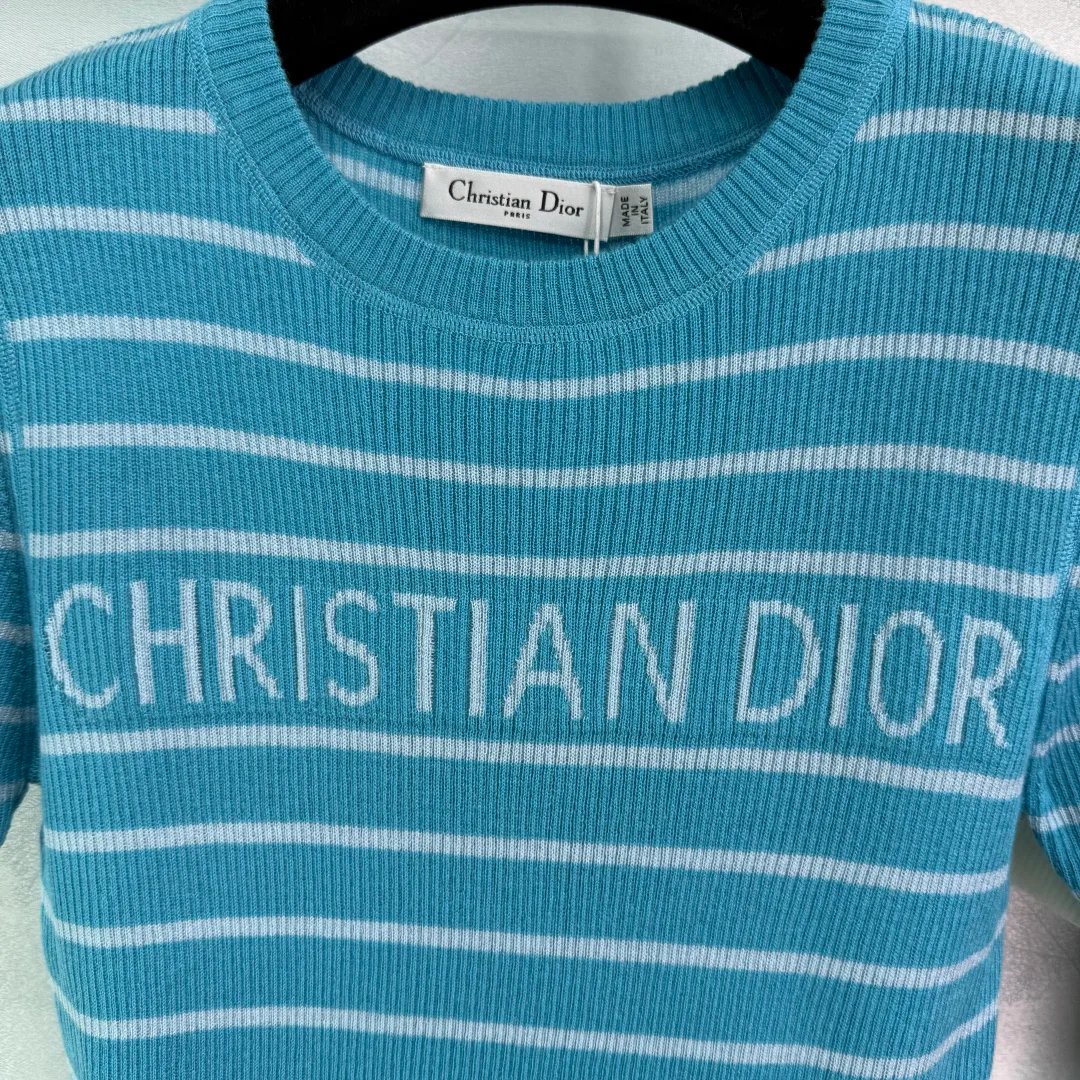 Christian Dior
PARIS
MADE
IN
ITALY
CHRISTIAN DIOR